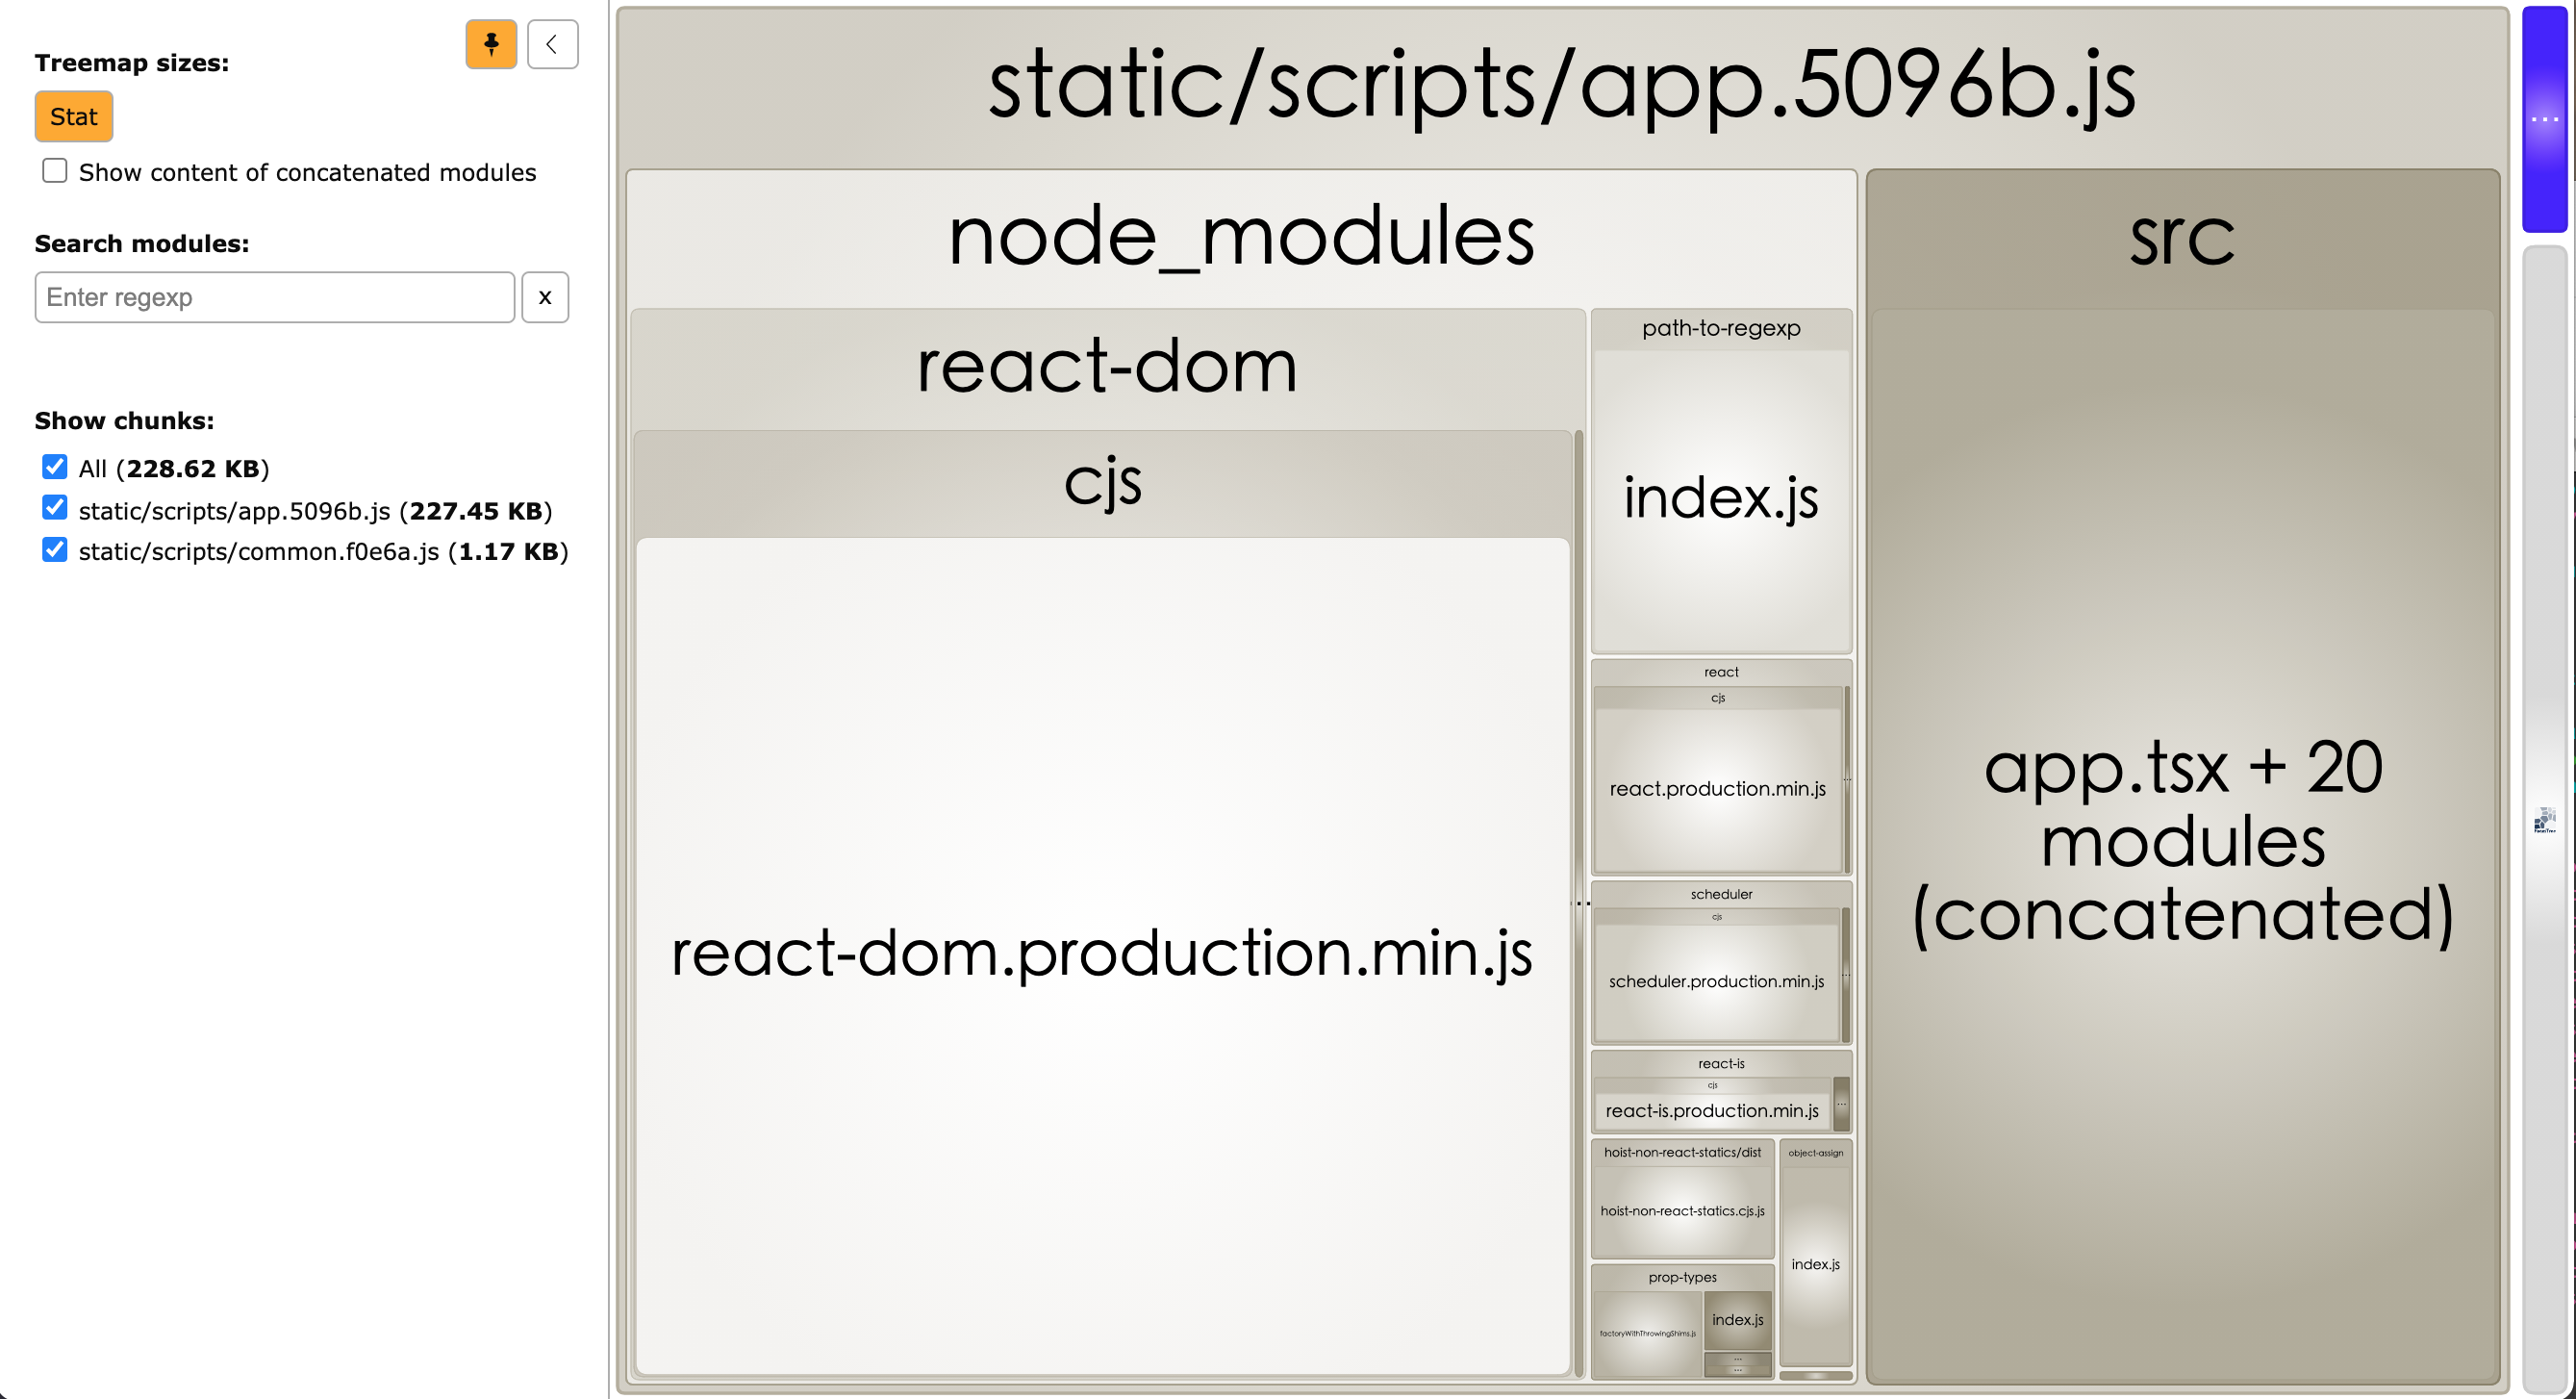 Treemap sizes:
Stat
Show content of concatenated modules
Search modules:
Enter regexp
x
Show chunks:
All (228.62 KB)
static/scripts/app.5096b.js (227.45 KB)
static/scripts/common.f0e6a.js (1.17 KB)
static/scripts/app.5096b.js
node_modules
react-dom
cjs
react-dom.production.min.js
...
path-to-regexp
index.js
react
cjs
react.production.min.js
...
scheduler
cjs
scheduler.production.min.js
...
react-is
cjs
react-is.production.min.js
...
hoist-non-react-statics/dist
hoist-non-react-statics.cjs.js
object-assign
index.js
prop-types
factoryWithThrowingShims.js
index.js
...
...
src
app.tsx + 20
modules
(concatenated)
...